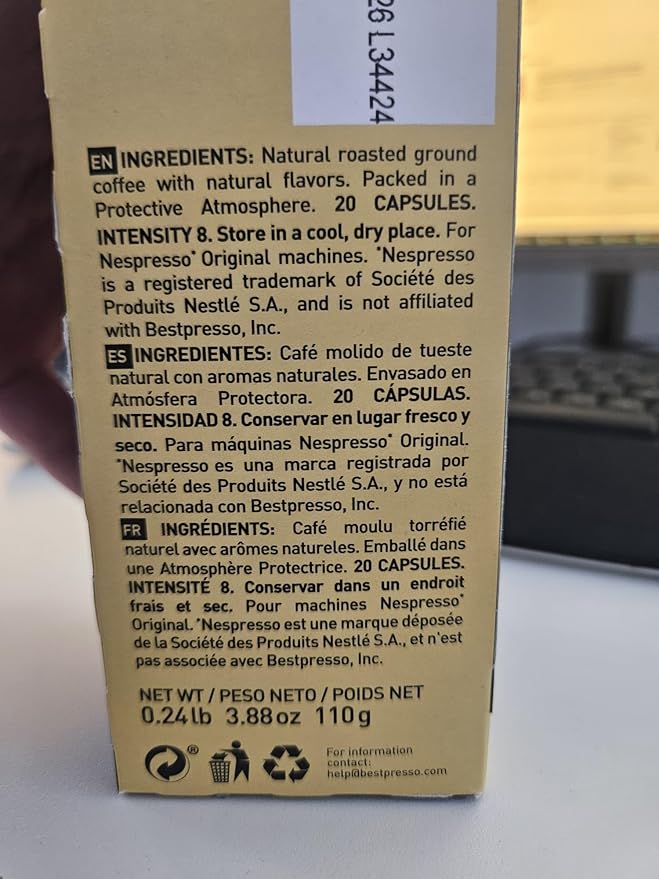 26 L34424
EN INGREDIENTS: Natural roasted ground
coffee with natural flavors. Packed in a
Protective Atmosphere. 20 CAPSULES.
INTENSITY 8. Store in a cool, dry place. For
Nespresso* Original machines. *Nespresso
is a registered trademark of Société des
Produits Nestlé S.A., and is not affiliated
with Bestpresso, Inc.
ES INGREDIENTES: Café molido de tueste
natural con aromas naturales. Envasado en
Atmósfera Protectora. 20 CÁPSULAS.
INTENSIDAD 8. Conservar en lugar fresco y
seco. Para máquinas Nespresso* Original.
*Nespresso es una marca registrada por
Société des Produits Nestlé S.A., y no está
relacionada con Bestpresso, Inc.
FR INGRÉDIENTS: Café moulu torréfié
naturel avec arômes natureles. Emballé dans
une Atmosphère Protectrice. 20 CAPSULES.
INTENSITÉ 8. Conservar dans un endroit
frais et sec. Pour machines Nespresso*
Original. *Nespresso est une marque déposée
de la Société des Produits Nestlé S.A., et n'est
pas associée avec Bestpresso, Inc.
NET WT / PESO NETO / POIDS NET
0.24lb 3.88oz 110g
®
For information
contact:
help@bestpresso.com